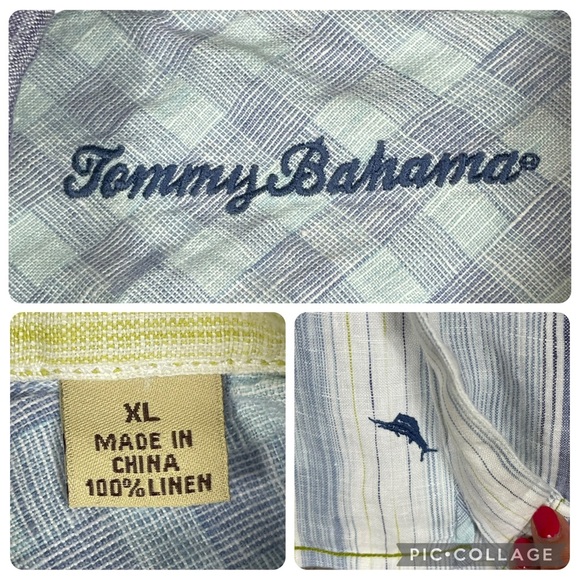 Tommy Bahama®
XL
MADE IN
CHINA
100% LINEN
PIC•COLLAGE